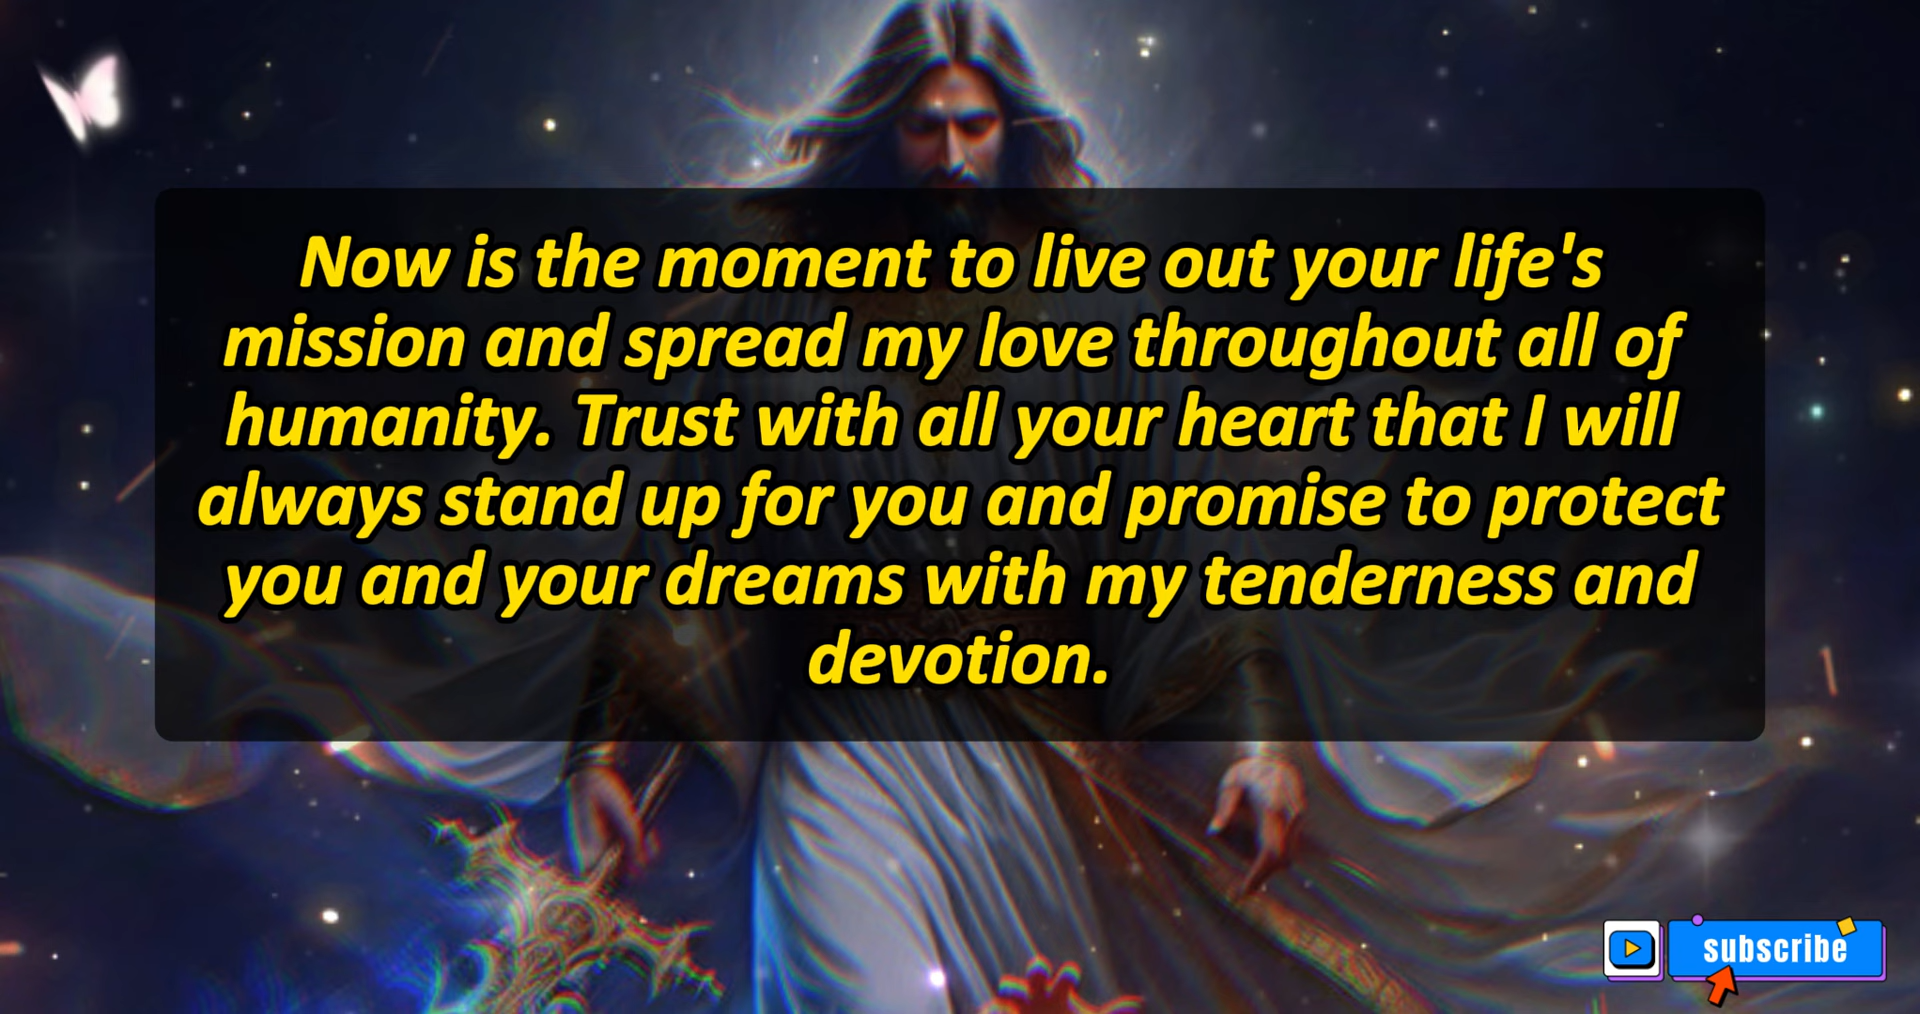 Now is the moment to live out your life's
mission and spread my love throughout all of
humanity. Trust with all your heart that I will
always stand up for you and promise to protect
you and your dreams with my tenderness and
devotion.
subscribe